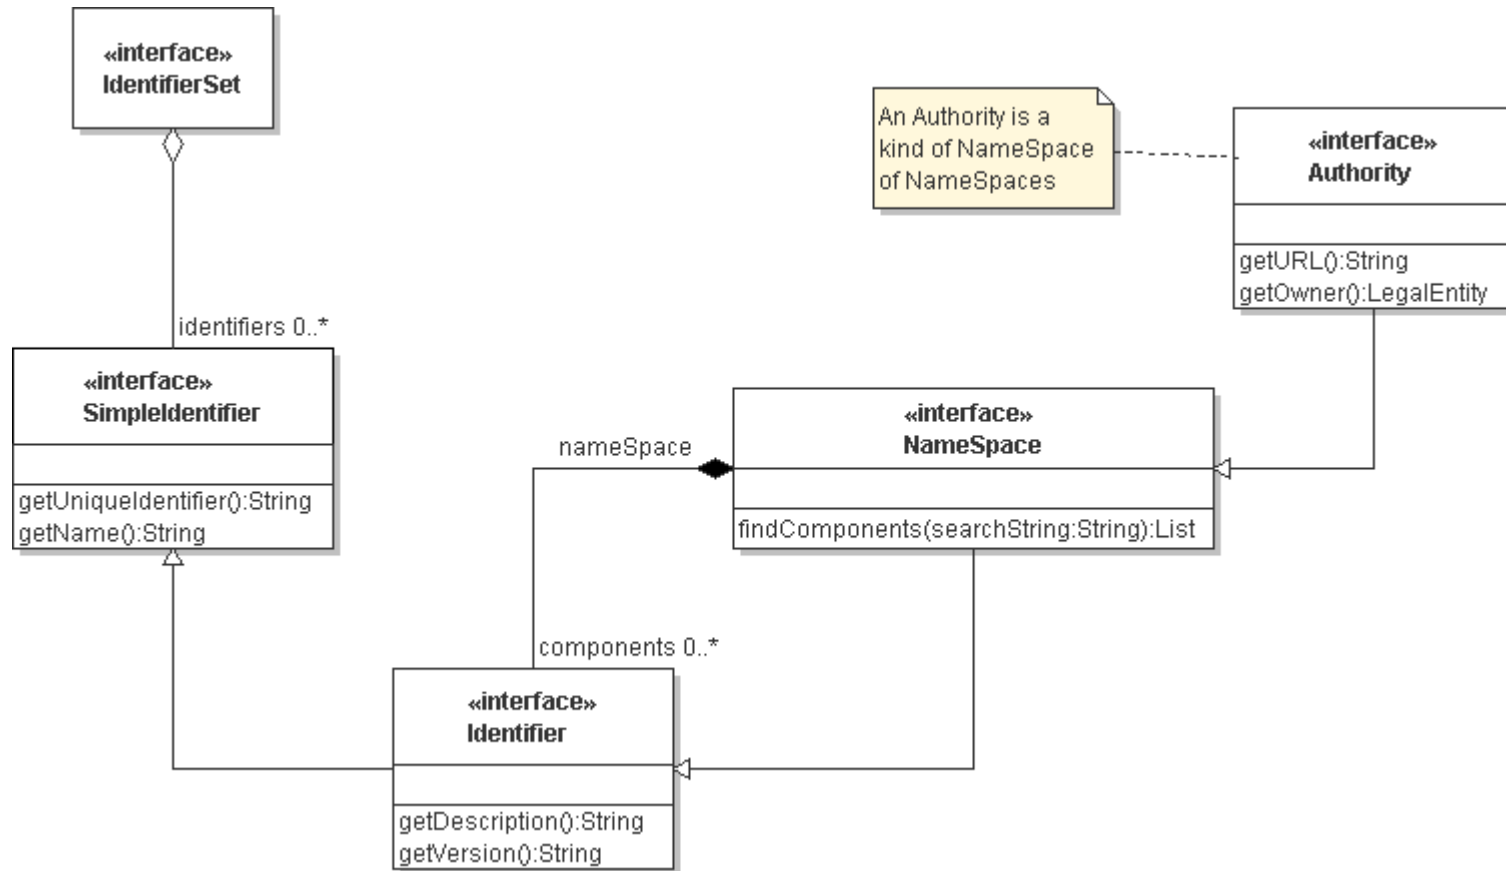 «interface»
IdentifierSet
An Authority is a
kind of NameSpace
of NameSpaces
«interface»
Authority
getURL():String
getOwner():LegalEntity
identifiers 0..*
«interface»
SimpleIdentifier
getUniqueIdentifier():String
getName():String
nameSpace
«interface»
NameSpace
findComponents(searchString:String):List
components 0..*
«interface»
Identifier
getDescription():String
getVersion():String